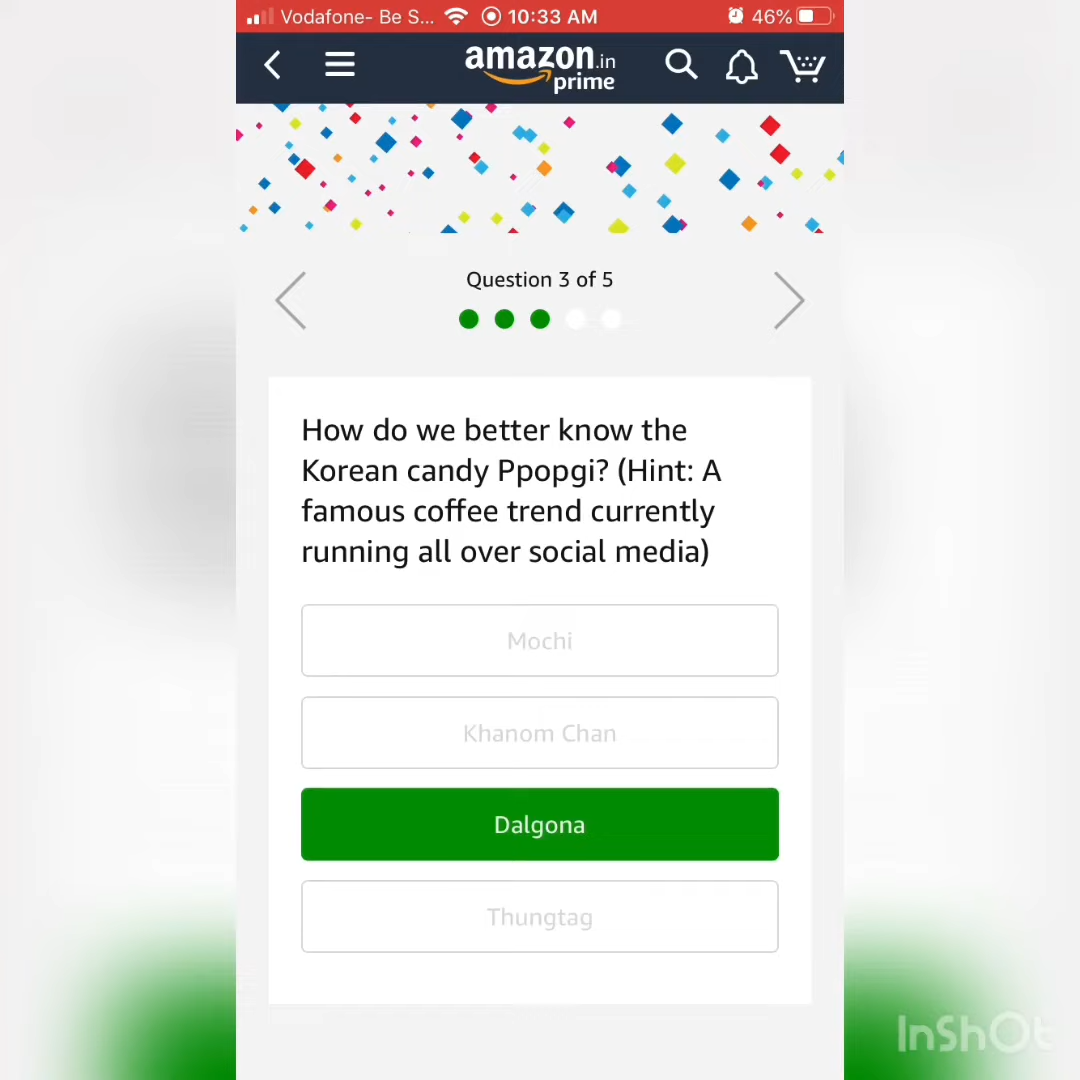 Vodafone- Be S... 10:33 AM 46%
amazon.in
prime
Question 3 of 5
How do we better know the
Korean candy Ppopgi? (Hint: A
famous coffee trend currently
running all over social media)
Mochi
Khanom Chan
Dalgona
Thungtag
InShOt